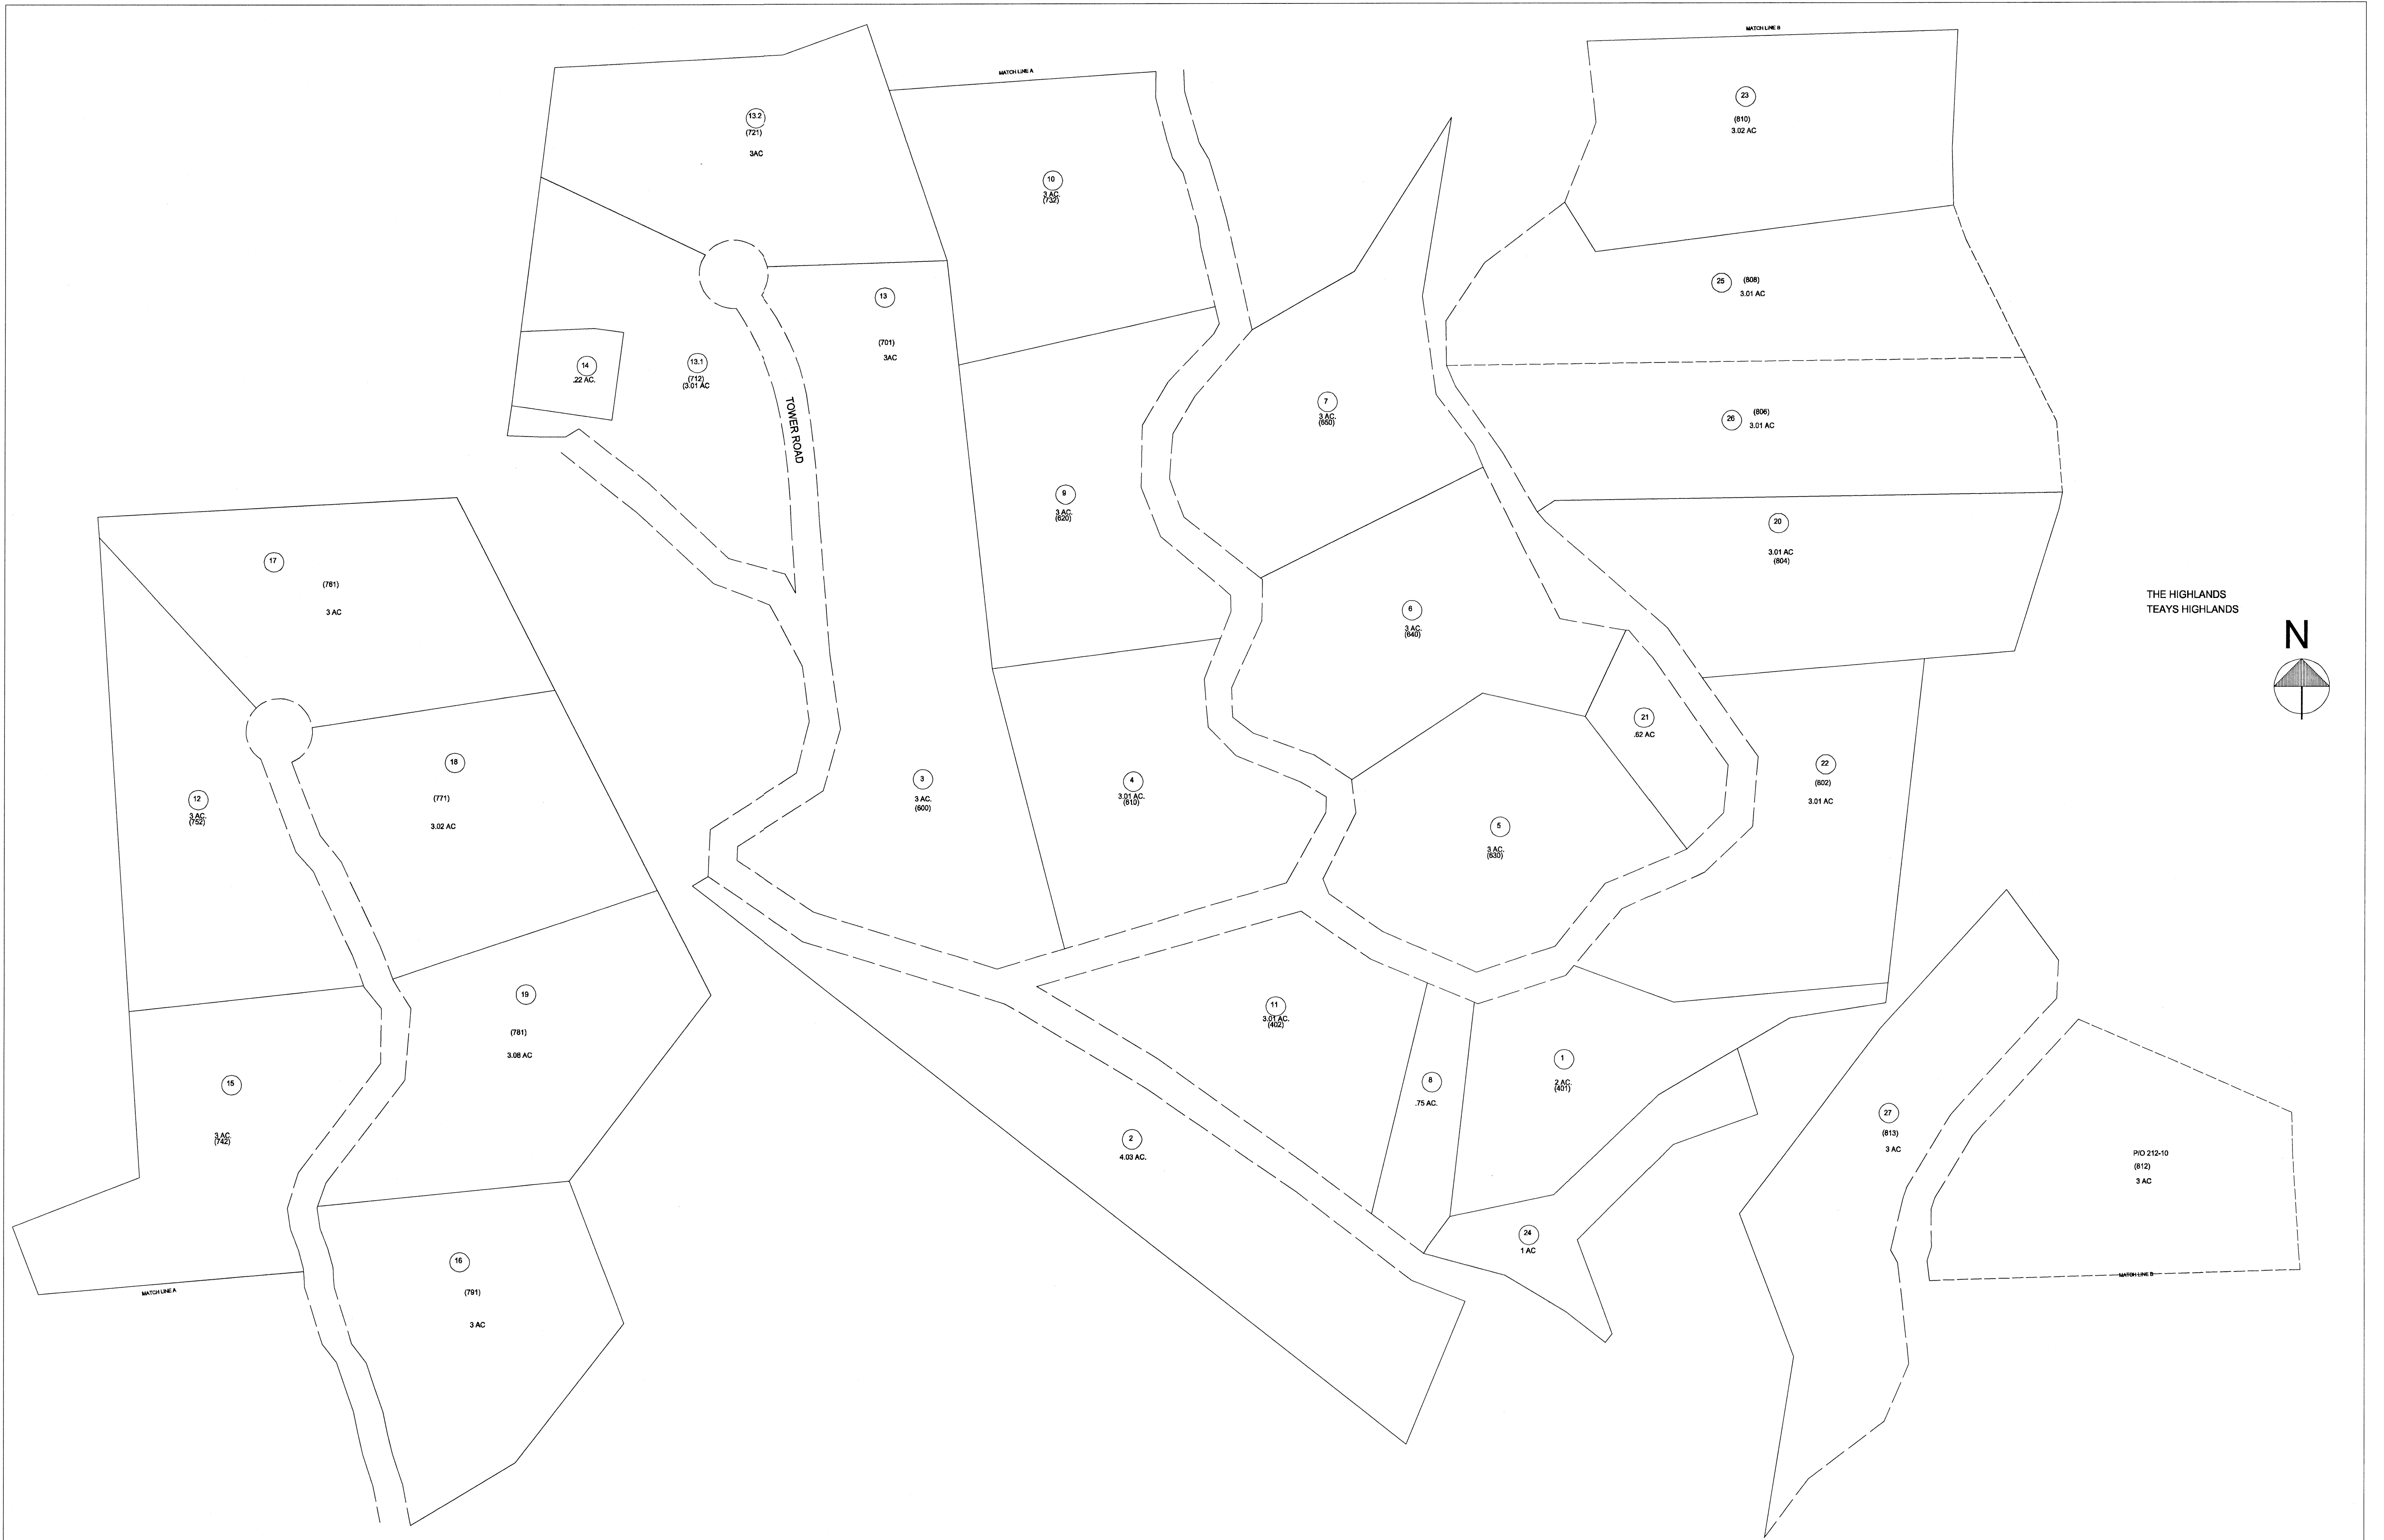 MATCH LINE B
MATCH LINE A
23
(810)
3.02 AC
13.2
(721)
3AC
10
3 AC.
(732)
25 (808)
3.01 AC
13
(701)
3AC
14
.22 AC.
13.1
(712)
(3.01 AC
TOWER ROAD
7
3 AC.
(650)
26 (806)
3.01 AC
9
3 AC.
(620)
20
3.01 AC
(804)
17
(761)
3 AC
THE HIGHLANDS
TEAYS HIGHLANDS
N
6
3 AC.
(640)
21
.62 AC
18
(771)
3.02 AC
12
3 AC.
(752)
3
3 AC.
(600)
4
3.01 AC.
(610)
22
(802)
3.01 AC
5
3 AC.
(630)
19
(781)
3.08 AC
11
3.01 AC.
(402)
1
2 AC.
(401)
8
.75 AC.
15
3 AC.
(742)
2
4.03 AC.
27
(813)
3 AC
P/O 212-10
(812)
3 AC
24
1 AC
16
(791)
3 AC
MATCH LINE A
MATCH LINE B